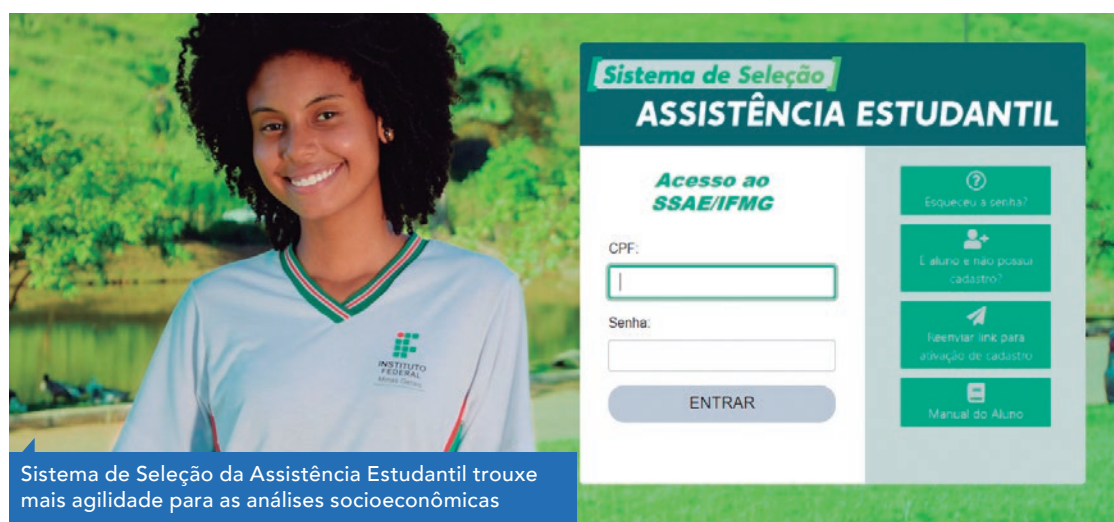 INSTITUTO
FEDERAL
Minas Gerais
Sistema de Seleção da Assistência Estudantil trouxe
mais agilidade para as análises socioeconômicas
Sistema de Seleção
ASSISTÊNCIA ESTUDANTIL
Acesso ao
SSAE/IFMG
CPF:
Senha:
ENTRAR
Esqueceu a senha?
É aluno e não possui
cadastro?
Reenviar link para
ativação de cadastro
Manual do Aluno